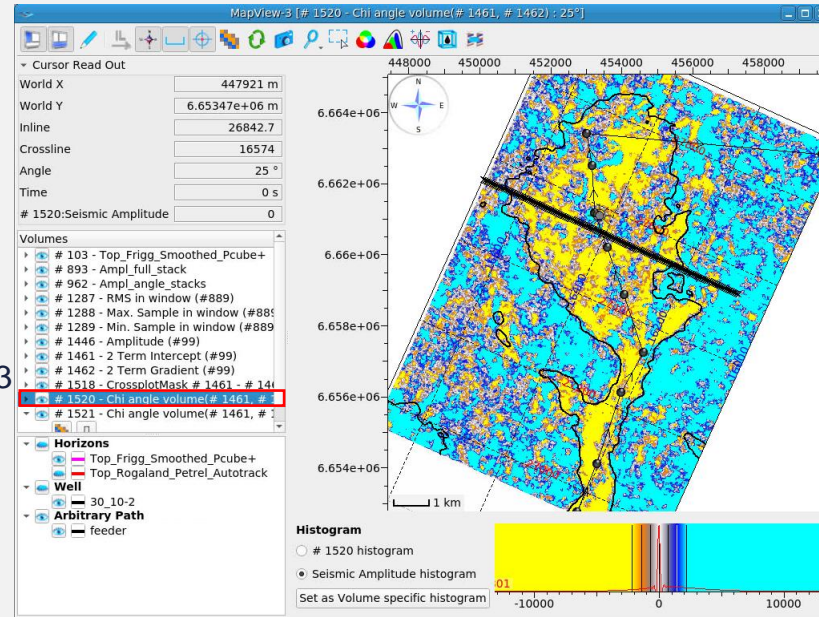 MapView-3 [# 1520 - Chi angle volume(# 1461, # 1462) : 25°]
Cursor Read Out
World X 447921 m
World Y 6.65347e+06 m
Inline 26842.7
Crossline 16574
Angle 25 °
Time 0 s
# 1520:Seismic Amplitude 0
Volumes
# 103 - Top_Frigg_Smoothed_Pcube+
# 893 - Ampl_full_stack
# 962 - Ampl_angle_stacks
# 1287 - RMS in window (#889)
# 1288 - Max. Sample in window (#889
# 1289 - Min. Sample in window (#889
# 1446 - Amplitude (#99)
# 1461 - 2 Term Intercept (#99)
# 1462 - 2 Term Gradient (#99)
3
# 1518 - CrossplotMask # 1461 - # 146
# 1520 - Chi angle volume(# 1461, # 1
# 1521 - Chi angle volume(# 1461, # 1
Horizons
Top_Frigg_Smoothed_Pcube+
Top_Rogaland_Petrel_Autotrack
Well
30_10-2
Arbitrary Path
feeder
448000 450000 452000 454000 456000 458000
N
W E
S
6.664e+06
6.662e+06
6.66e+06
6.658e+06
6.656e+06
6.654e+06
1 km
Histogram
# 1520 histogram
Seismic Amplitude histogram
Set as Volume specific histogram
-10000 0 10000